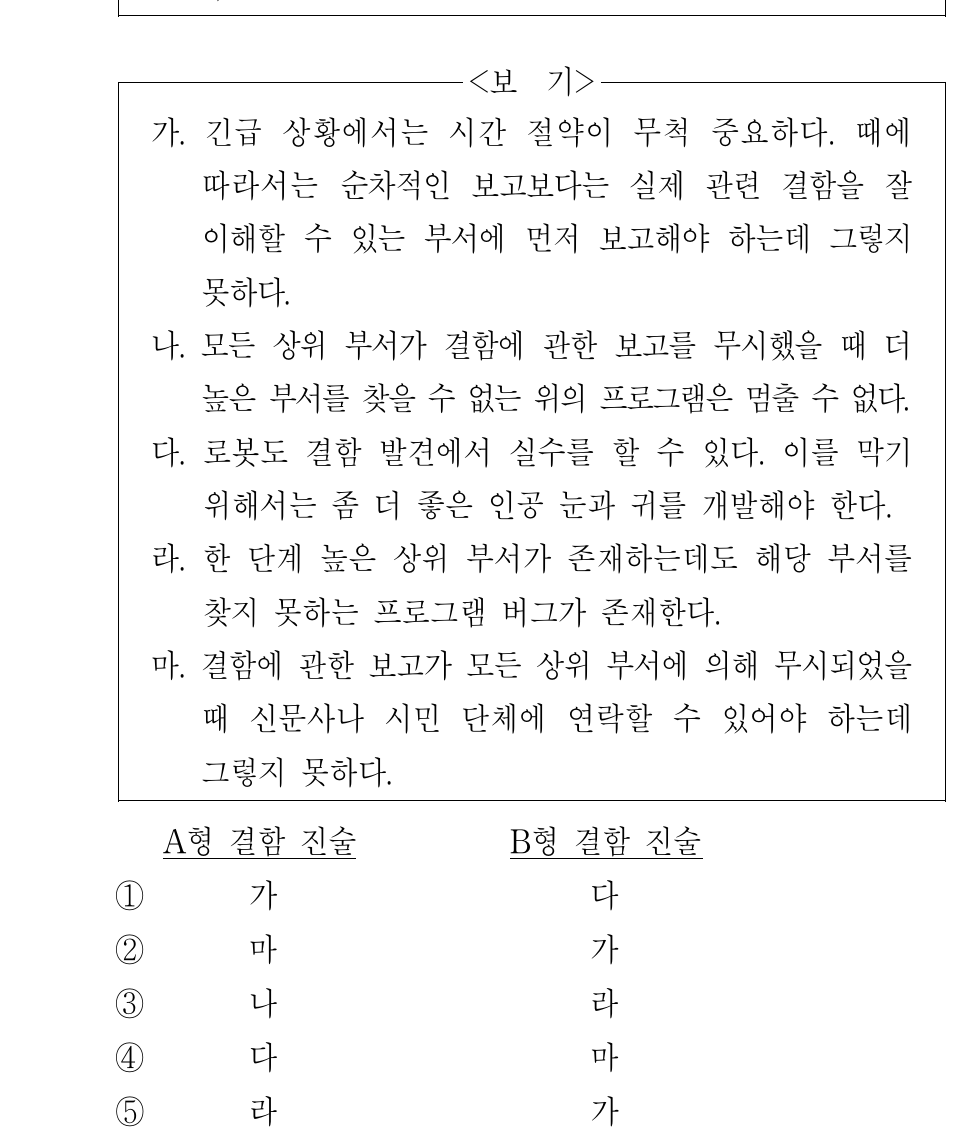 <보 기>
가. 긴급 상황에서는 시간 절약이 무척 중요하다. 때에
따라서는 순차적인 보고보다는 실제 관련 결함을 잘
이해할 수 있는 부서에 먼저 보고해야 하는데 그렇지
못하다.
나. 모든 상위 부서가 결함에 관한 보고를 무시했을 때 더
높은 부서를 찾을 수 없는 위의 프로그램은 멈출 수 없다.
다. 로봇도 결함 발견에서 실수를 할 수 있다. 이를 막기
위해서는 좀 더 좋은 인공 눈과 귀를 개발해야 한다.
라. 한 단계 높은 상위 부서가 존재하는데도 해당 부서를
찾지 못하는 프로그램 버그가 존재한다.
마. 결함에 관한 보고가 모든 상위 부서에 의해 무시되었을
때 신문사나 시민 단체에 연락할 수 있어야 하는데
그렇지 못하다.
A형 결함 진술 B형 결함 진술
① 가 다
② 마 가
③ 나 라
④ 다 마
⑤ 라 가